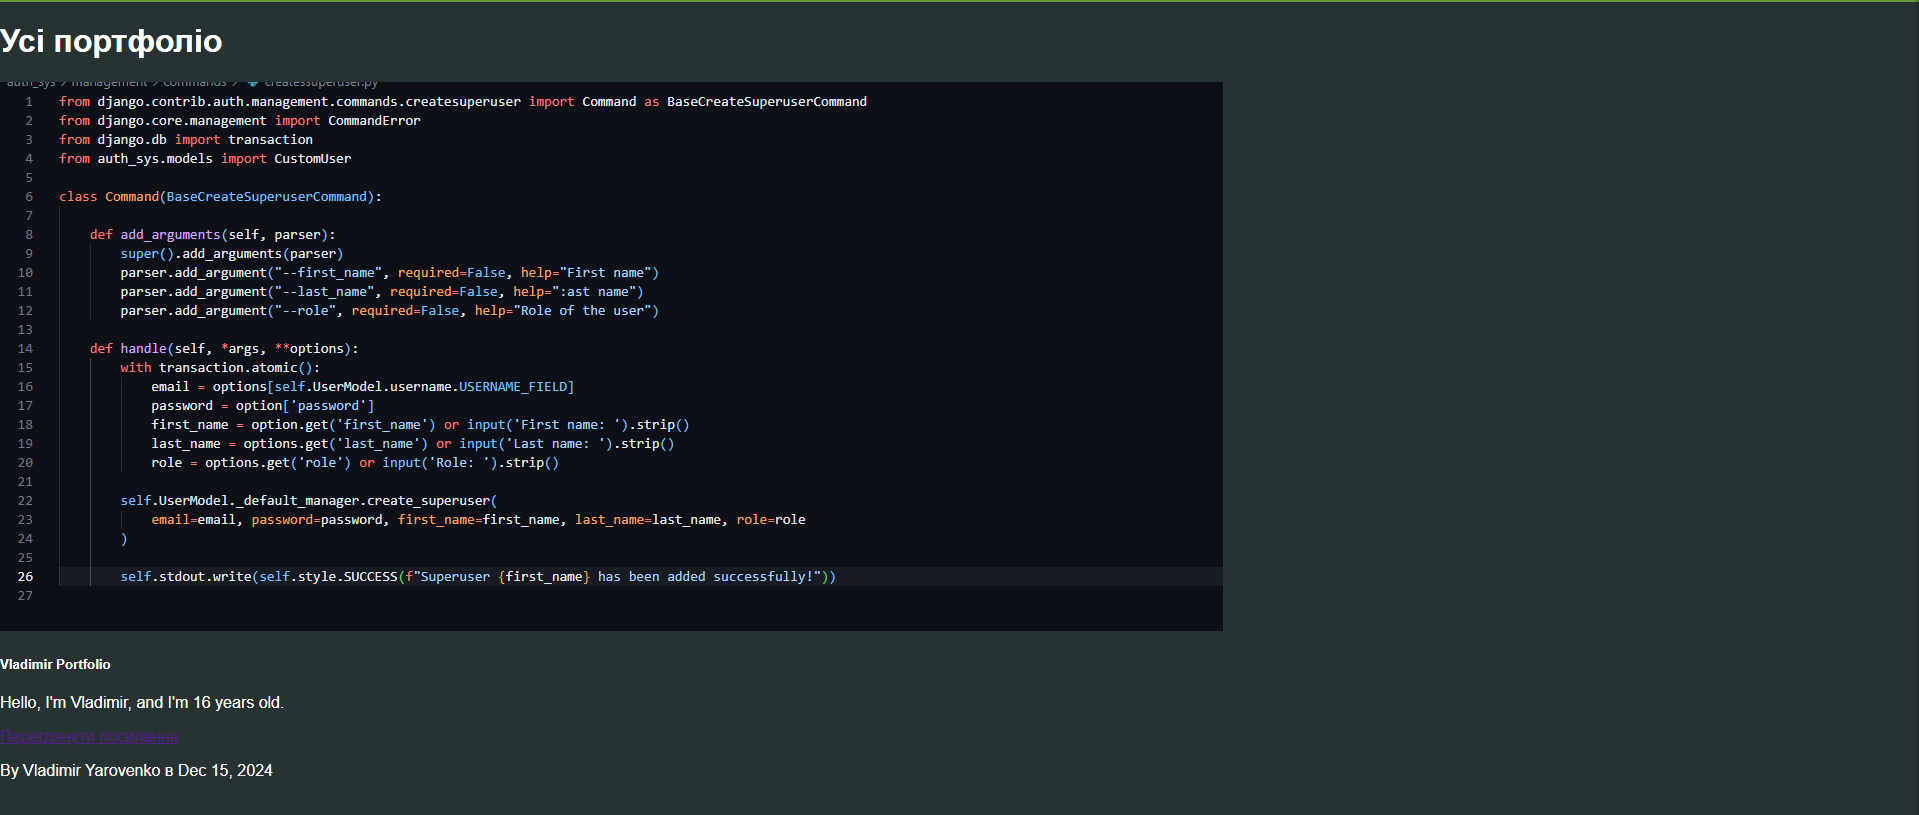 Усі портфоліо
auth_sys > management > commands > createssuperuser.py
1 from django.contrib.auth.management.commands.createsuperuser import Command as BaseCreateSuperuserCommand
2 from django.core.management import CommandError
3 from django.db import transaction
4 from auth_sys.models import CustomUser
5
6 class Command(BaseCreateSuperuserCommand):
7
8 def add_arguments(self, parser):
9 super().add_arguments(parser)
10 parser.add_argument("--first_name", required=False, help="First name")
11 parser.add_argument("--last_name", required=False, help=":ast name")
12 parser.add_argument("--role", required=False, help="Role of the user")
13
14 def handle(self, *args, **options):
15 with transaction.atomic():
16 email = options[self.UserModel.username.USERNAME_FIELD]
17 password = option['password']
18 first_name = option.get('first_name') or input('First name: ').strip()
19 last_name = options.get('last_name') or input('Last name: ').strip()
20 role = options.get('role') or input('Role: ').strip()
21
22 self.UserModel._default_manager.create_superuser(
23 email=email, password=password, first_name=first_name, last_name=last_name, role=role
24 )
25
26 self.stdout.write(self.style.SUCCESS(f"Superuser {first_name} has been added successfully!"))
27
Vladimir Portfolio
Hello, I'm Vladimir, and I'm 16 years old.
Переглянути посилання
By Vladimir Yarovenko в Dec 15, 2024